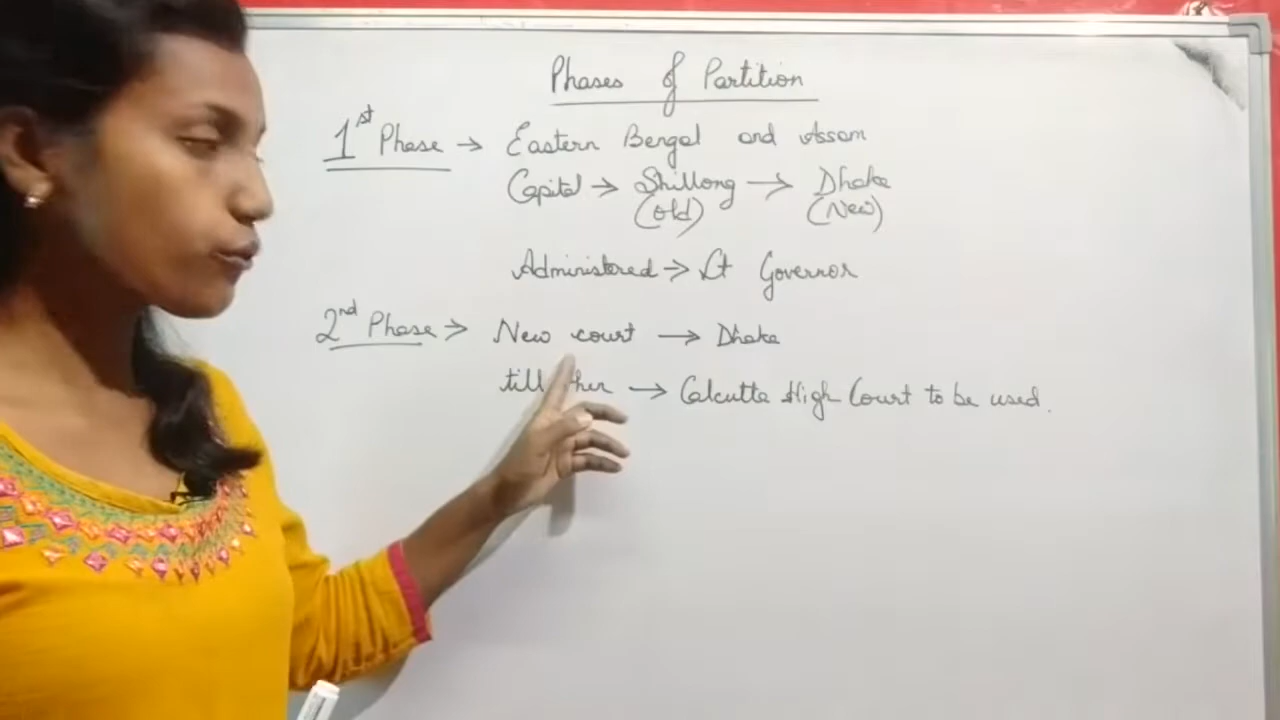 Phases of Partition
1st Phase → Eastern Bengal and Assam
Capital → Shillong → Dhaka
(old) (New)
Administered → Lt Governor
2nd Phase → New court → Dhaka
till then → Calcutta High Court to be used.